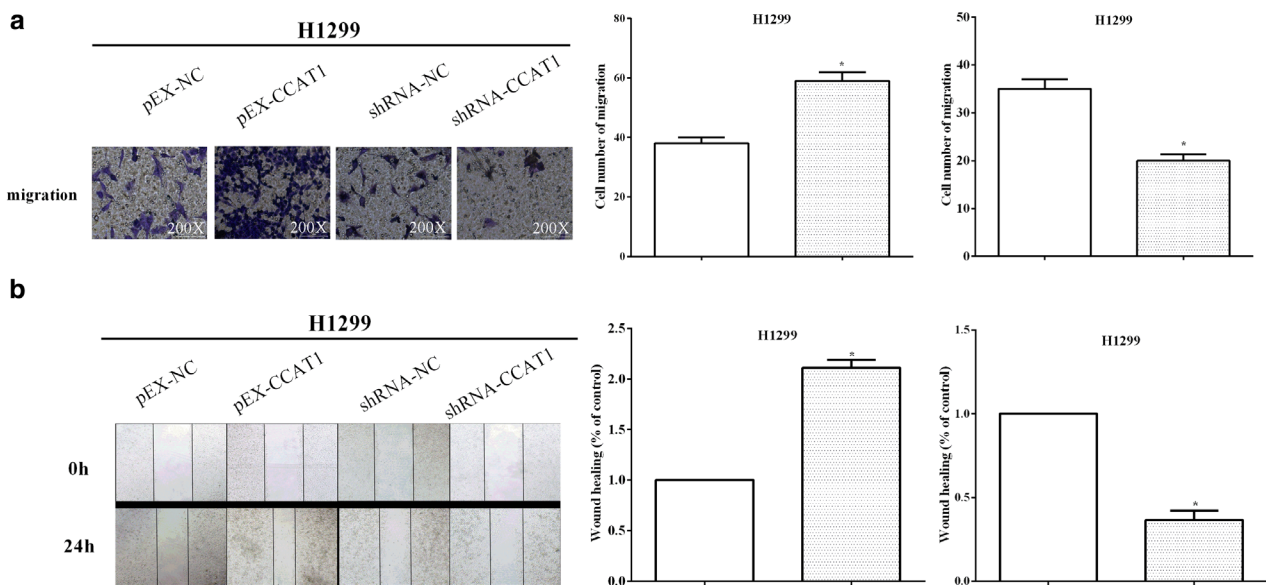 a
H1299
pEX-NC
pEX-CCAT1
shRNA-NC
shRNA-CCAT1
migration
200X
200X
200X
200X
H1299
Cell number of migration
80
60
40
20
0
*
H1299
Cell number of migration
50
40
30
20
10
0
*
b
H1299
pEX-NC
pEX-CCAT1
shRNA-NC
shRNA-CCAT1
0h
24h
H1299
Wound healing (% of control)
2.5
2.0
1.5
1.0
0.5
0.0
*
H1299
Wound healing (% of control)
1.5
1.0
0.5
0.0
*